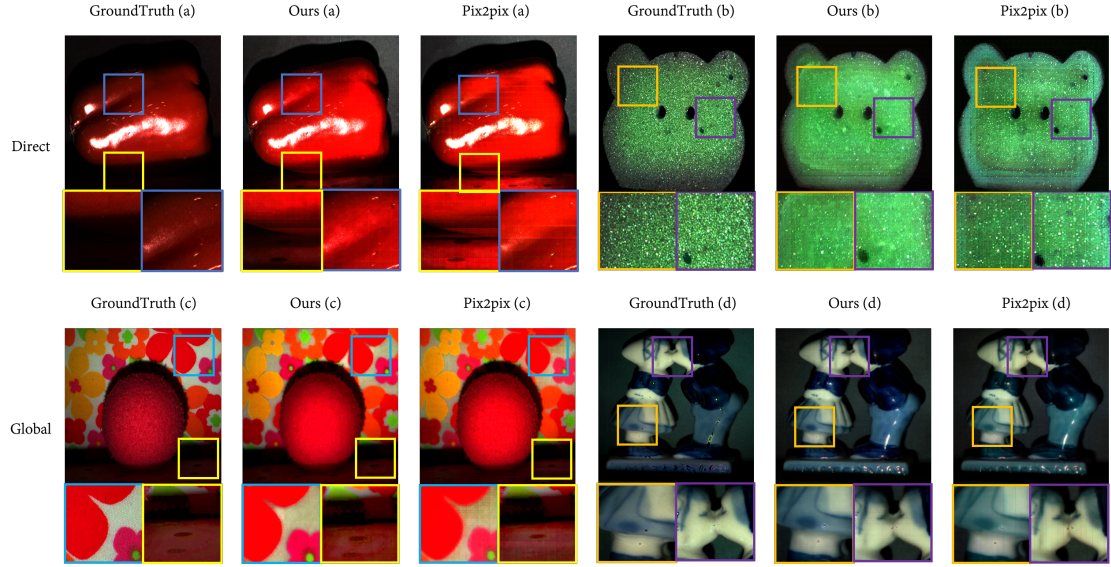 GroundTruth (a) Ours (a) Pix2pix (a) GroundTruth (b) Ours (b) Pix2pix (b)
Direct
GroundTruth (c) Ours (c) Pix2pix (c) GroundTruth (d) Ours (d) Pix2pix (d)
Global